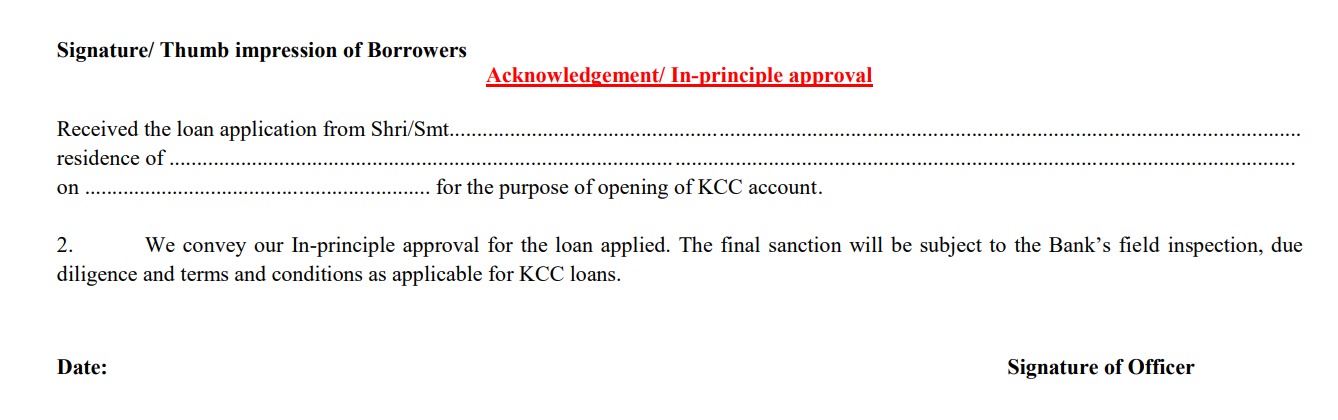 Signature/ Thumb impression of Borrowers
Acknowledgement/ In-principle approval
Received the loan application from Shri/Smt..........................................................................................................................................................
residence of ...........................................................................................................................................................................................................
on ............................................................... for the purpose of opening of KCC account.
2. We convey our In-principle approval for the loan applied. The final sanction will be subject to the Bank’s field inspection, due
diligence and terms and conditions as applicable for KCC loans.
Date: Signature of Officer